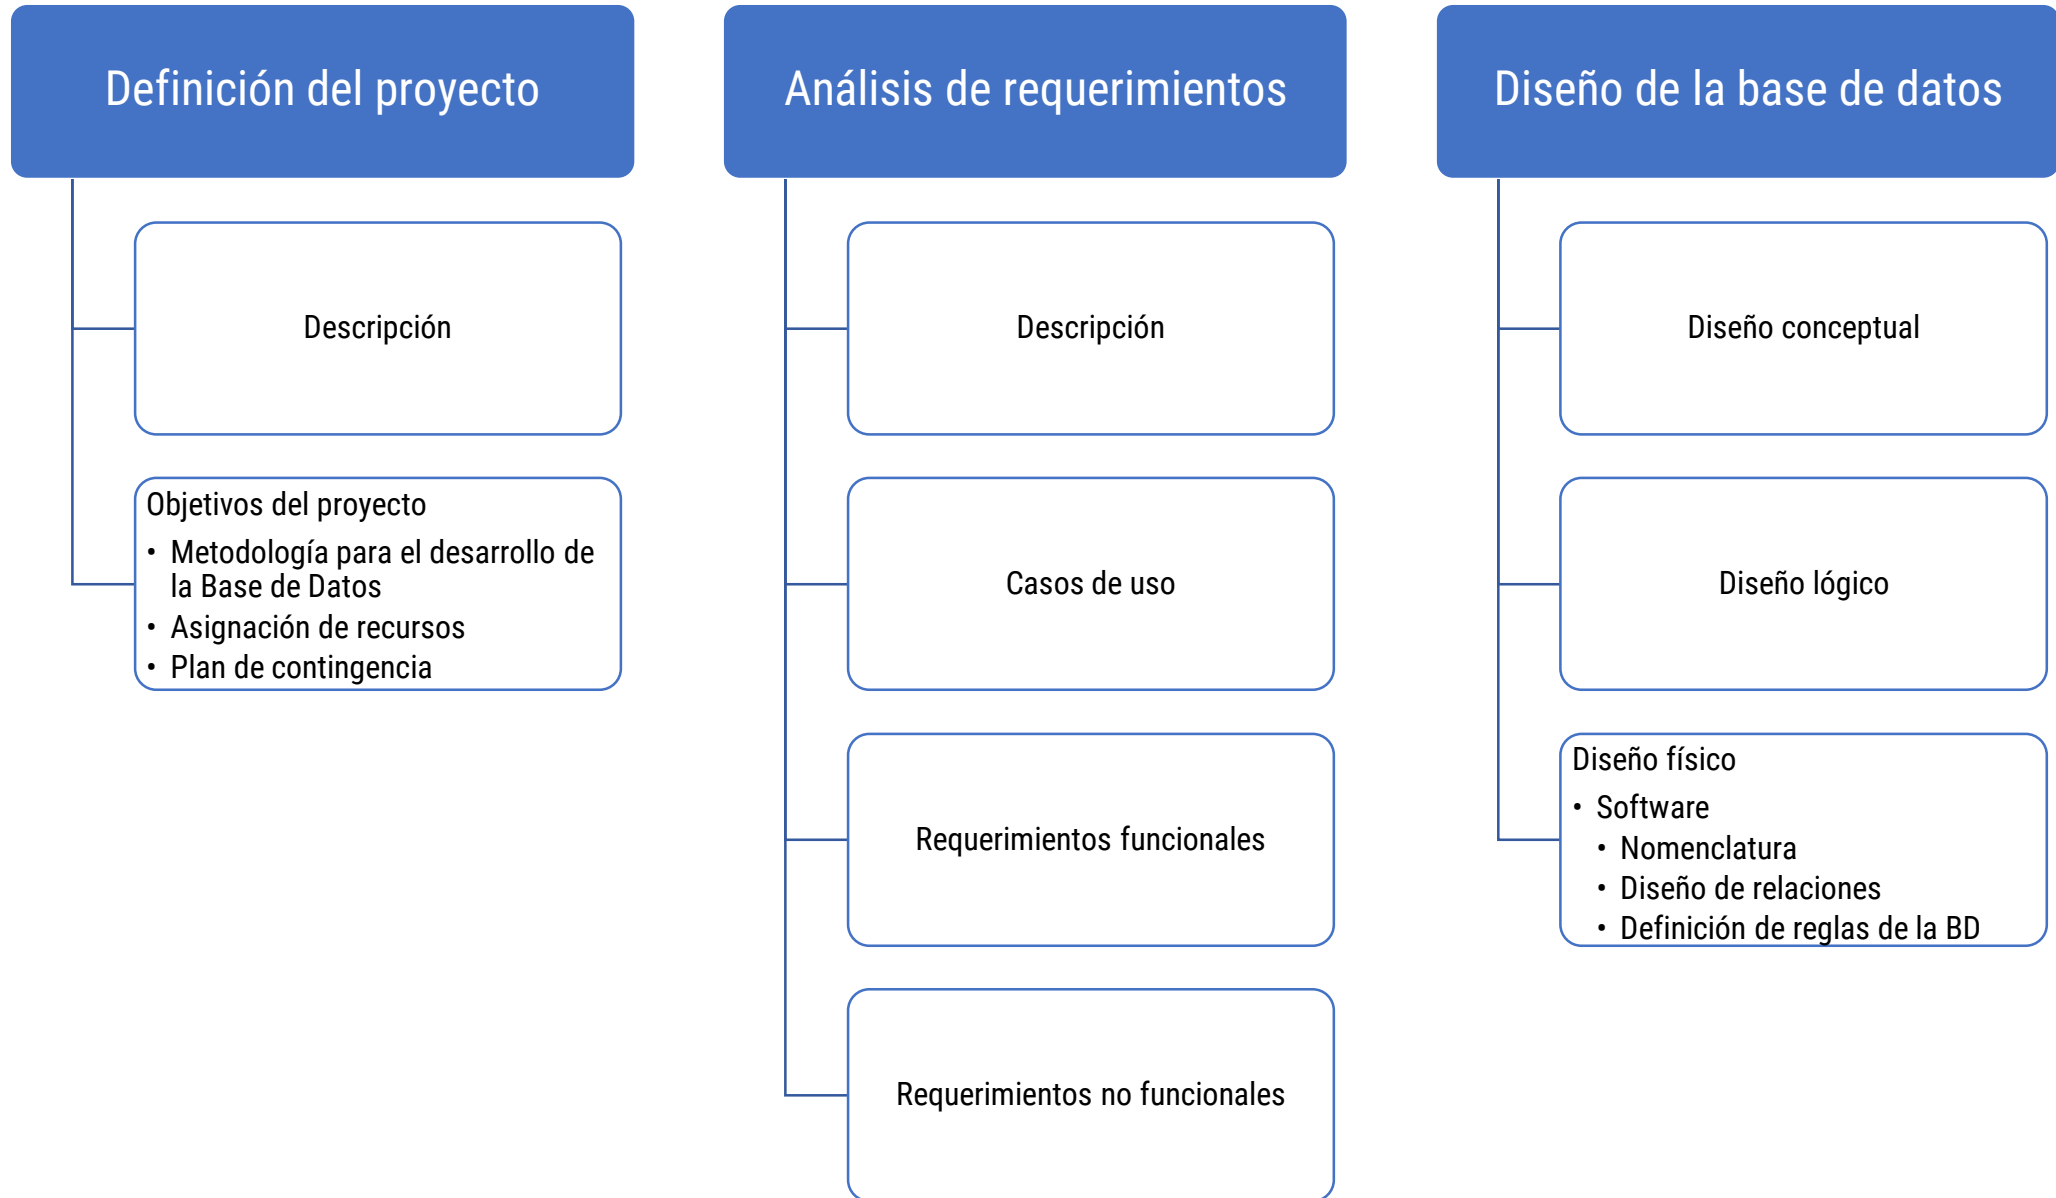 Definición del proyecto
Descripción
Objetivos del proyecto
• Metodología para el desarrollo de
la Base de Datos
• Asignación de recursos
• Plan de contingencia
Análisis de requerimientos
Descripción
Casos de uso
Requerimientos funcionales
Requerimientos no funcionales
Diseño de la base de datos
Diseño conceptual
Diseño lógico
Diseño físico
• Software
• Nomenclatura
• Diseño de relaciones
• Definición de reglas de la BD